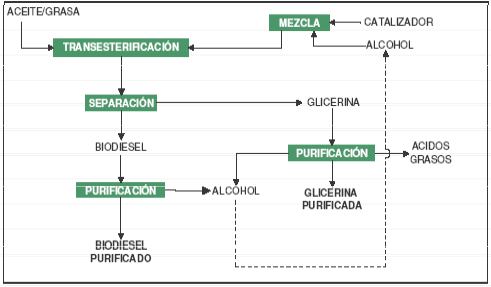 ACEITE/GRASA
MEZCLA
CATALIZADOR
TRANSESTERIFICACIÓN
ALCOHOL
SEPARACIÓN
GLICERINA
BIODIESEL
PURIFICACIÓN
ACIDOS
GRASOS
PURIFICACIÓN
ALCOHOL
GLICERINA
PURIFICADA
BIODIESEL
PURIFICADO